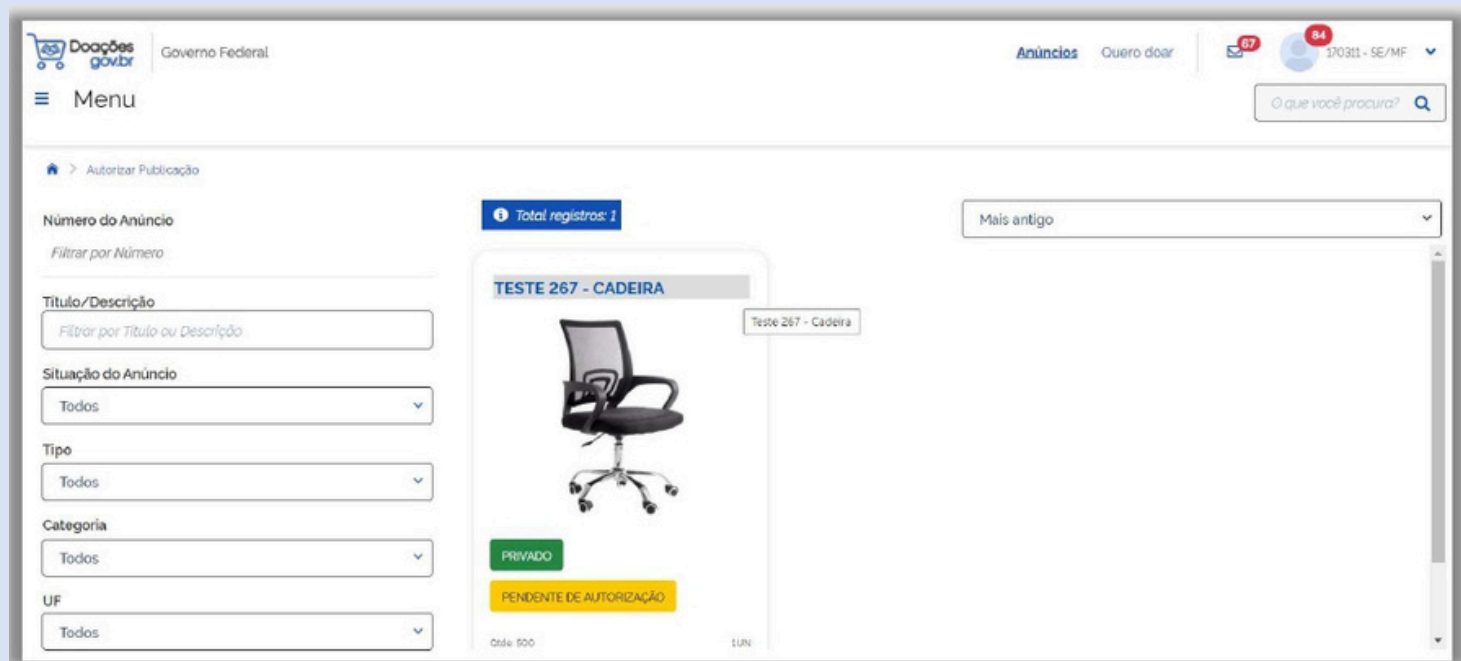 Doações
gov.br
Governo Federal
Anúncios
Quero doar
67
84
170311 - SE/MF
Menu
O que você procura?
Autorizar Publicação
Número do Anúncio
Filtrar por Número
Título/Descrição
Filtrar por Título ou Descrição
Situação do Anúncio
Todos
Tipo
Todos
Categoria
Todos
UF
Todos
Total registros: 1
Mais antigo
TESTE 267 - CADEIRA
Teste 267 - Cadeira
PRIVADO
PENDENTE DE AUTORIZAÇÃO
Qtde: 500
1UN